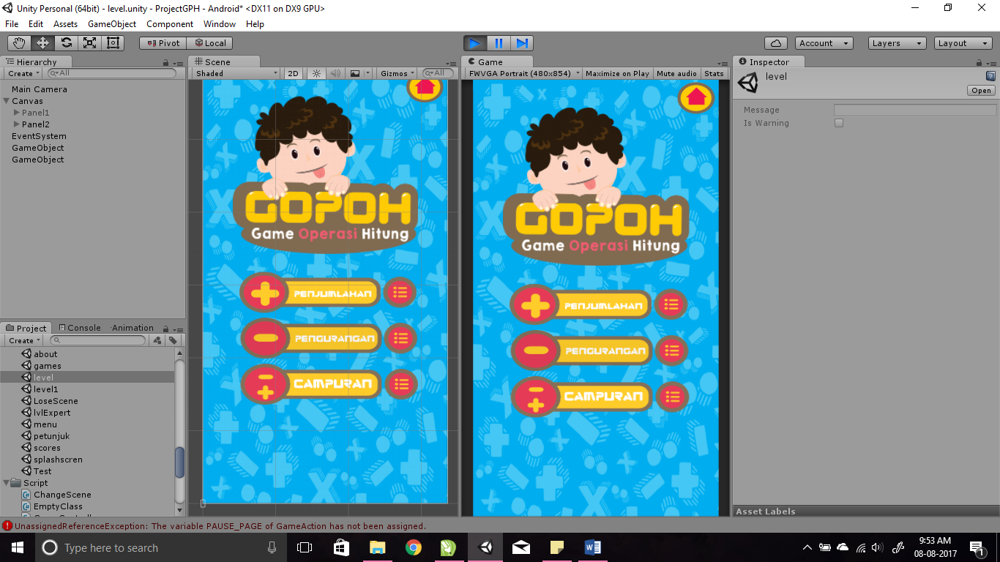 Unity Personal (64bit) - level.unity - ProjectGPH - Android* <DX11 on DX9 GPU>
File Edit Assets GameObject Component Window Help
Pivot Local Account Layers Layout
Hierarchy
Create All
Main Camera
Canvas
Panel1
Panel2
EventSystem
GameObject
GameObject
Project Console Animation
Create
about
games
level
level1
LoseScene
lvlExpert
menu
petunjuk
scores
splashscren
Test
Script
ChangeScene
EmptyClass
Scene
Shaded 2D Gizmos All
GOPOH
Game Operasi Hitung
PENJUMLAHAN
PENGURANGAN
CAMPURAN
Game
FWVGA Portrait (480x854) Maximize on Play Mute audio Stats
GOPOH
Game Operasi Hitung
PENJUMLAHAN
PENGURANGAN
CAMPURAN
Inspector
level
Open
Message
Is Warning
Asset Labels
UnassignedReferenceException: The variable PAUSE_PAGE of GameAction has not been assigned.
Type here to search
9:53 AM
08-08-2017
1